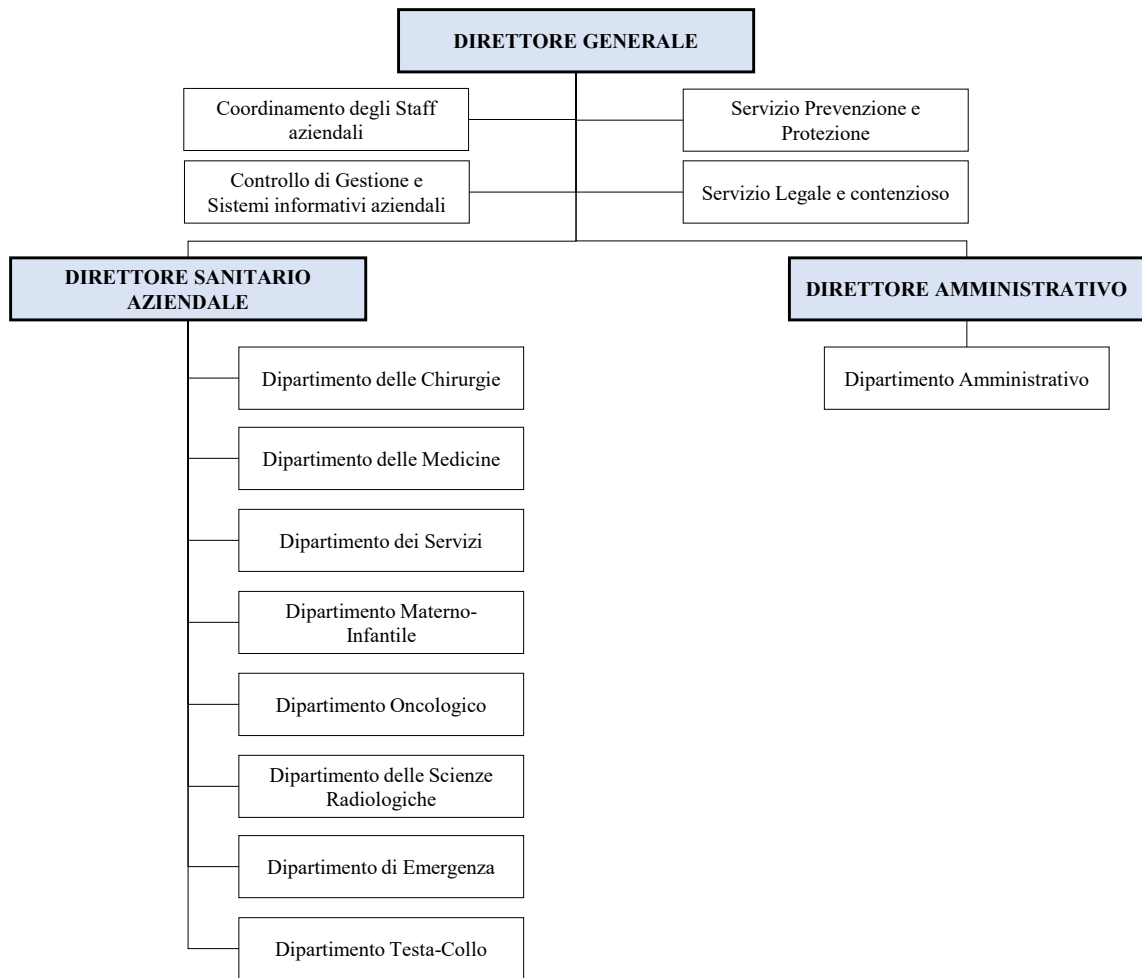 DIRETTORE GENERALE
Coordinamento degli Staff
aziendali
Servizio Prevenzione e
Protezione
Controllo di Gestione e
Sistemi informativi aziendali
Servizio Legale e contenzioso
DIRETTORE SANITARIO
AZIENDALE
DIRETTORE AMMINISTRATIVO
Dipartimento delle Chirurgie
Dipartimento Amministrativo
Dipartimento delle Medicine
Dipartimento dei Servizi
Dipartimento Materno-
Infantile
Dipartimento Oncologico
Dipartimento delle Scienze
Radiologiche
Dipartimento di Emergenza
Dipartimento Testa-Collo